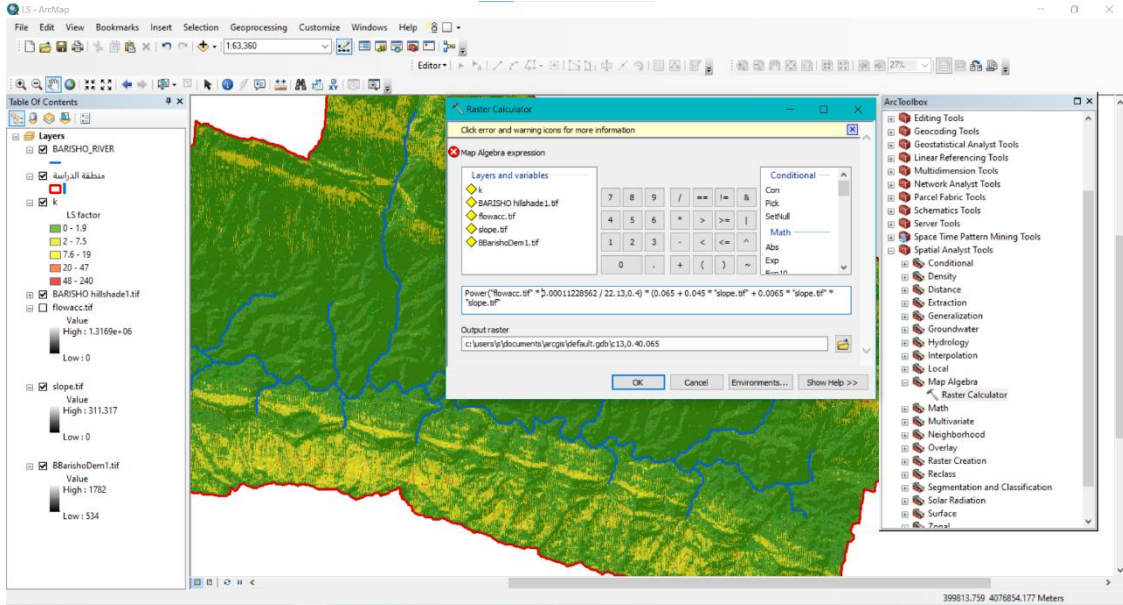 LS - ArcMap
File Edit View Bookmarks Insert Selection Geoprocessing Customize Windows Help
1:63,360
Editor
27%
Table Of Contents
Layers
BARISHO_RIVER
منطقة الدراسة
k
LS factor
0 - 1.9
2 - 7.5
7.6 - 19
20 - 47
48 - 240
BARISHO hillshade1.tif
flowacc.tif
Value
High : 1.3169e+06
Low : 0
slope.tif
Value
High : 311.317
Low : 0
BBarishoDem1.tif
Value
High : 1782
Low : 534
Raster Calculator
Click error and warning icons for more information
Map Algebra expression
Layers and variables
k
BARISHO hillshade1.tif
flowacc.tif
slope.tif
BBarishoDem1.tif
7 8 9 / == != &
4 5 6 * > >= |
1 2 3 - < <= ^
0 . + ( ) ~
Conditional
Con
Pick
SetNull
Math
Abs
Exp
Exp10
Power("flowacc.tif" * 0.00011228562 / 22.13,0.4) * (0.065 + 0.045 * "slope.tif" + 0.0065 * "slope.tif" *
"slope.tif"
Output raster
c:\users\s\documents\arcgis\default.gdb\c13,0.40.065
OK Cancel Environments... Show Help >>
ArcToolbox
Editing Tools
Geocoding Tools
Geostatistical Analyst Tools
Linear Referencing Tools
Multidimension Tools
Network Analyst Tools
Parcel Fabric Tools
Schematics Tools
Server Tools
Space Time Pattern Mining Tools
Spatial Analyst Tools
Conditional
Density
Distance
Extraction
Generalization
Groundwater
Hydrology
Interpolation
Local
Map Algebra
Raster Calculator
Math
Multivariate
Neighborhood
Overlay
Raster Creation
Reclass
Segmentation and Classification
Solar Radiation
Surface
Zonal
399813.759 4076854.177 Meters